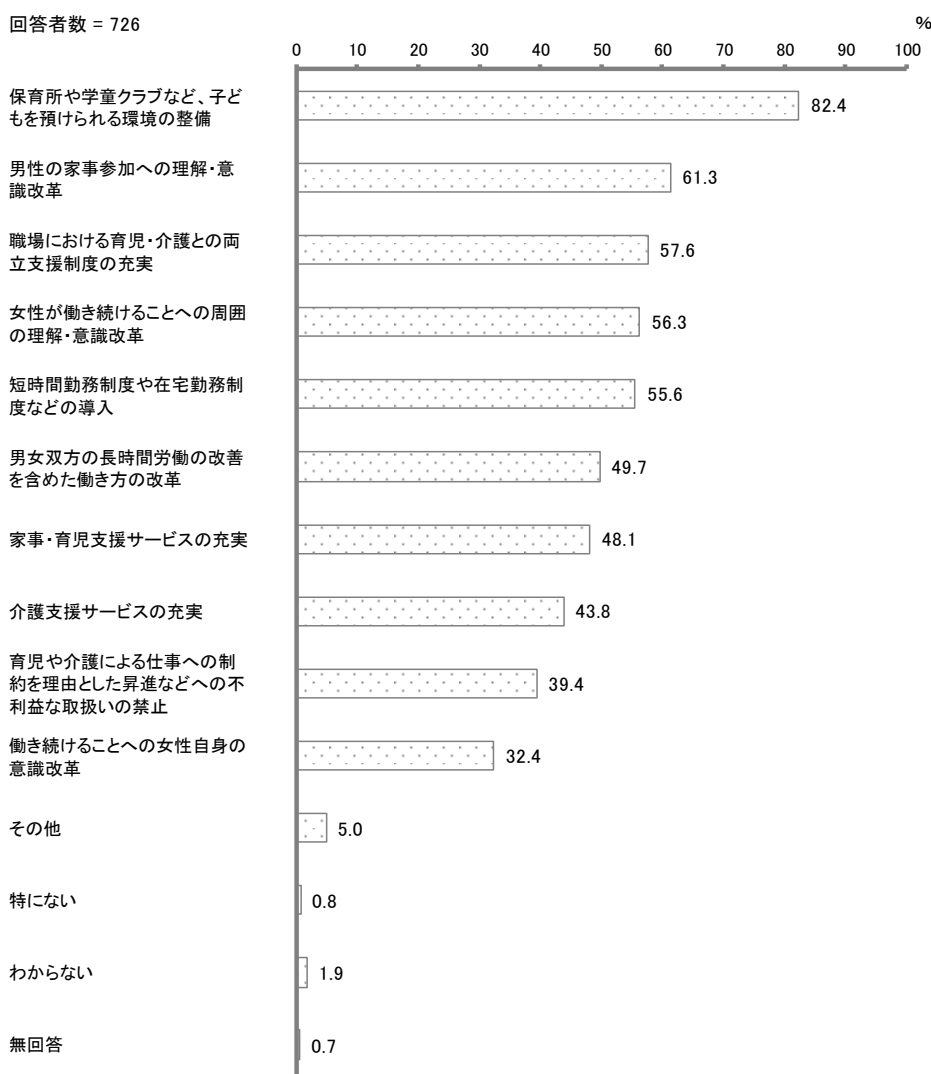 回答者数 = 726
%
0 10 20 30 40 50 60 70 80 90 100
保育所や学童クラブなど、子ど
もを預けられる環境の整備
82.4
男性の家事参加への理解・意
識改革
61.3
職場における育児・介護との両
立支援制度の充実
57.6
女性が働き続けることへの周囲
の理解・意識改革
56.3
短時間勤務制度や在宅勤務制
度などの導入
55.6
男女双方の長時間労働の改善
を含めた働き方の改革
49.7
家事・育児支援サービスの充実
48.1
介護支援サービスの充実
43.8
育児や介護による仕事への制
約を理由とした昇進などへの不
利益な取扱いの禁止
39.4
働き続けることへの女性自身の
意識改革
32.4
その他
5.0
特にない
0.8
わからない
1.9
無回答
0.7